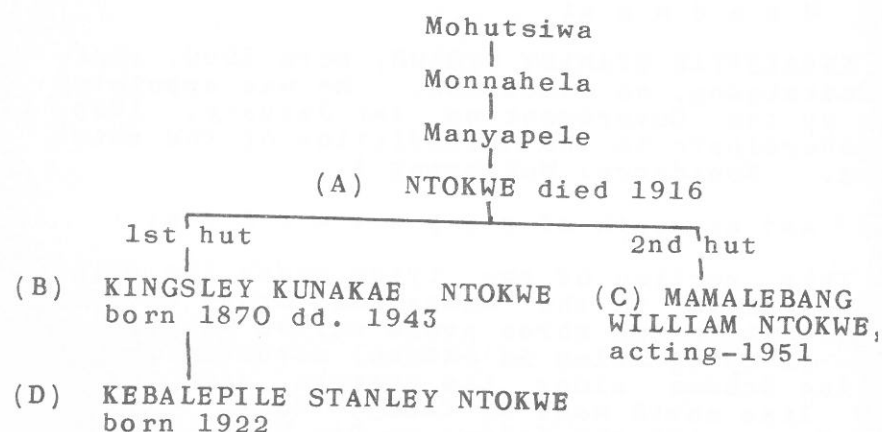 Mohutsiwa
Monnahela
Manyapele
(A) NTOKWE died 1916
1st hut
2nd hut
(B) KINGSLEY KUNAKAE NTOKWE
born 1870 dd. 1943
(C) MAMALEBANG
WILLIAM NTOKWE,
acting-1951
(D) KEBALEPILE STANLEY NTOKWE
born 1922